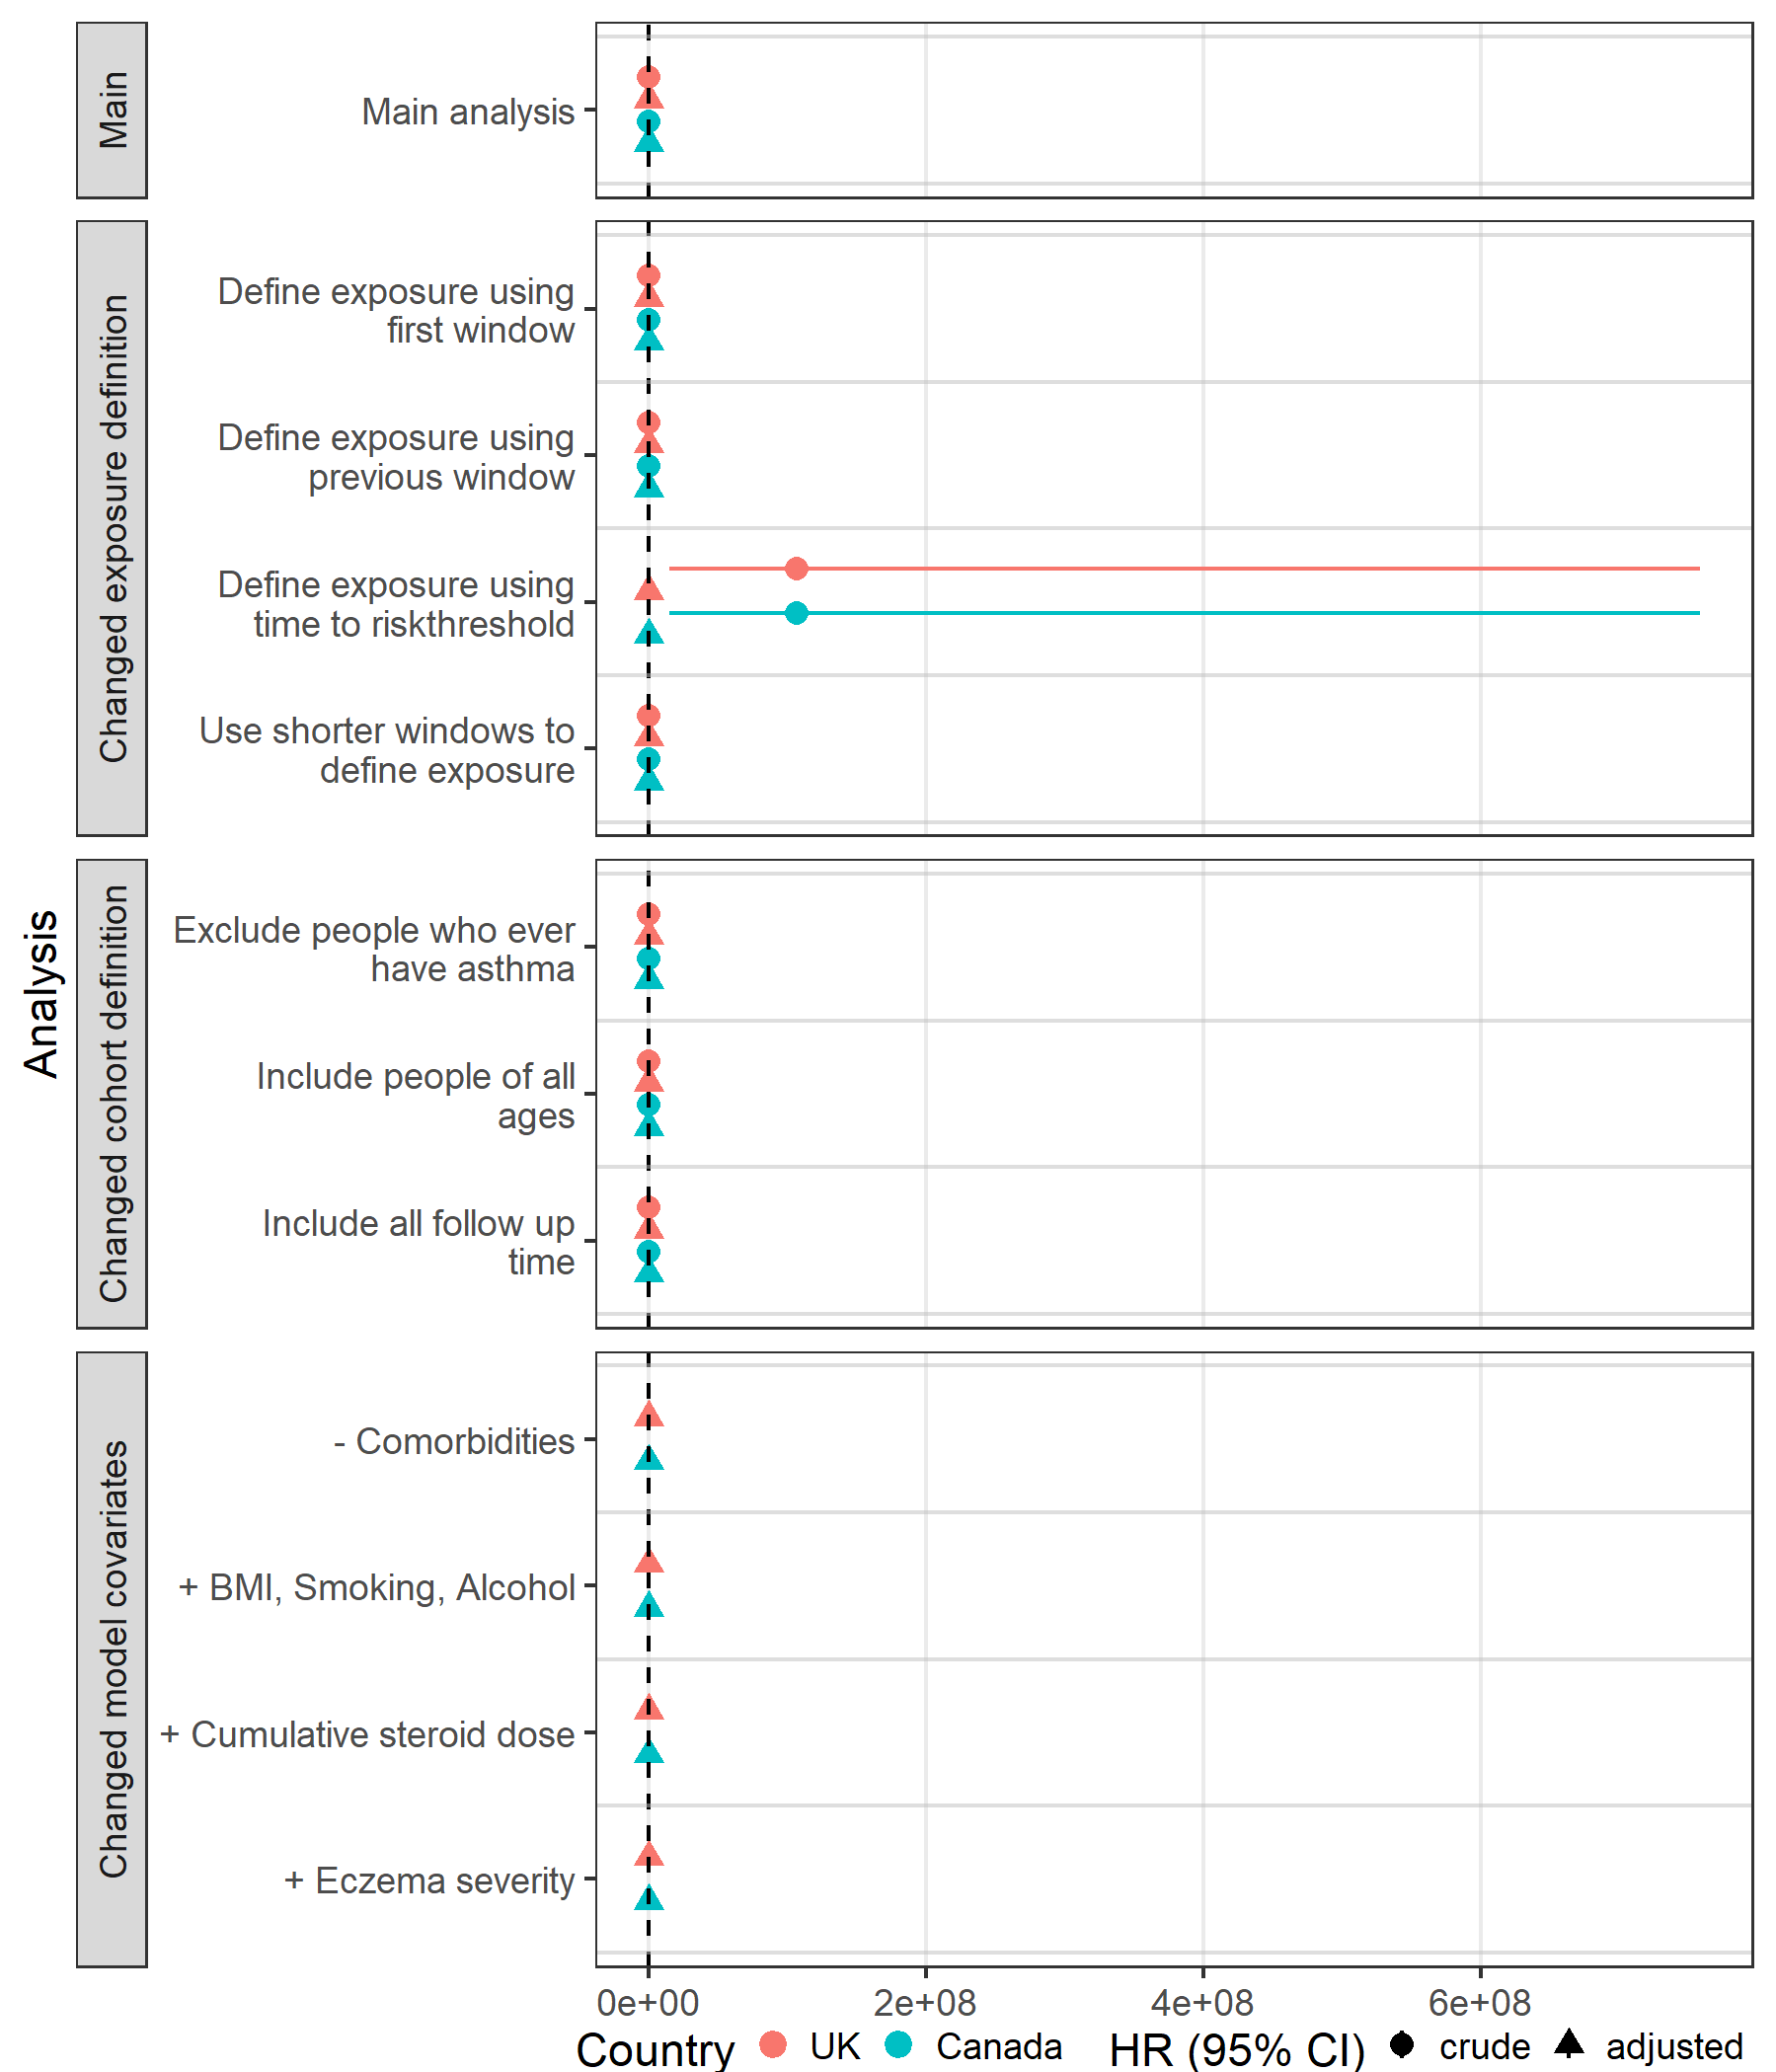 Analysis
Main
Main analysis
Changed exposure definition
Define exposure using
first window
Define exposure using
previous window
Define exposure using
time to riskthreshold
Use shorter windows to
define exposure
Changed cohort definition
Exclude people who ever
have asthma
Include people of all
ages
Include all follow up
time
Changed model covariates
- Comorbidities
+ BMI, Smoking, Alcohol
+ Cumulative steroid dose
+ Eczema severity
0e+00 2e+08 4e+08 6e+08
Country UK Canada HR (95% CI) crude adjusted